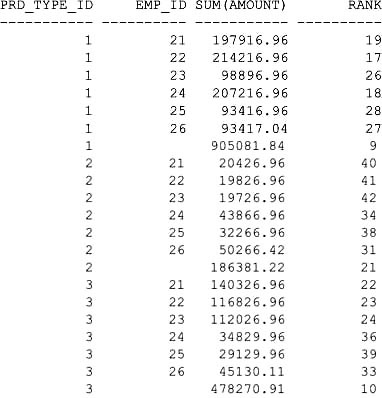 PRD_TYPE_ID EMP_ID SUM(AMOUNT) RANK
----------- ---------- ----------- ----------
1 21 197916.96 19
1 22 214216.96 17
1 23 98896.96 26
1 24 207216.96 18
1 25 93416.96 28
1 26 93417.04 27
1 905081.84 9
2 21 20426.96 40
2 22 19826.96 41
2 23 19726.96 42
2 24 43866.96 34
2 25 32266.96 38
2 26 50266.42 31
2 186381.22 21
3 21 140326.96 22
3 22 116826.96 23
3 23 112026.96 24
3 24 34829.96 36
3 25 29129.96 39
3 26 45130.11 33
3 478270.91 10